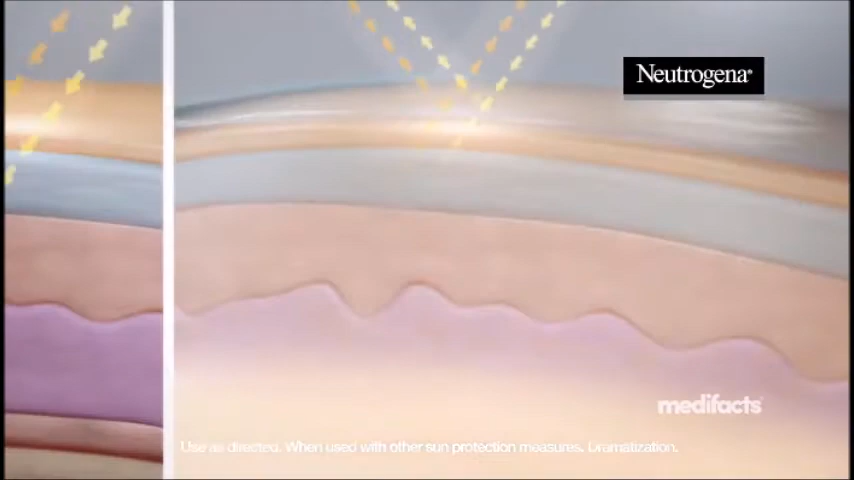 Neutrogena®
medifacts
Use as directed. When used with other sun protection measures. Dramatization.